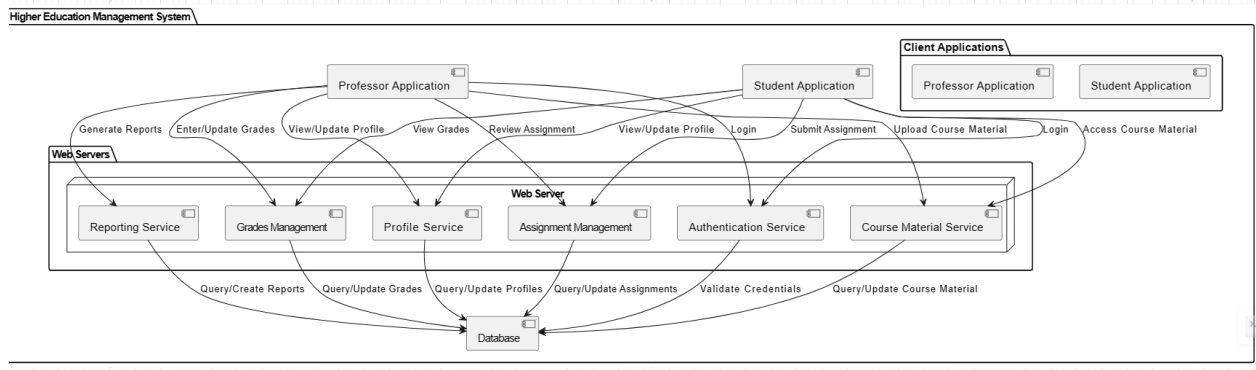 Higher Education Management System
Client Applications
Professor Application
Student Application
Professor Application
Student Application
Generate Reports
Enter/Update Grades
View/Update Profile
View Grades
Review Assignment
View/Update Profile
Login
Submit Assignment
Upload Course Material
Login
Access Course Material
Web Servers
Web Server
Reporting Service
Grades Management
Profile Service
Assignment Management
Authentication Service
Course Material Service
Query/Create Reports
Query/Update Grades
Query/Update Profiles
Query/Update Assignments
Validate Credentials
Query/Update Course Material
Database